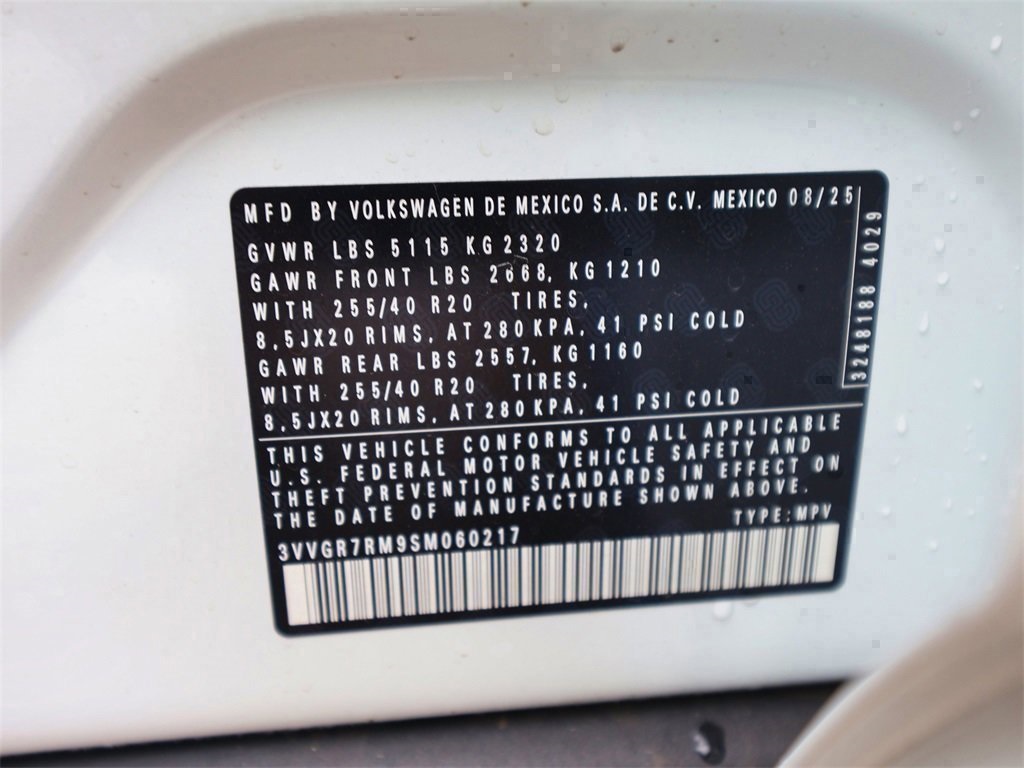 MFD BY VOLKSWAGEN DE MEXICO S.A. DE C.V. MEXICO 08/25
GVWR LBS 5115 KG 2320
GAWR FRONT LBS 2668, KG 1210
WITH 255/40 R20 TIRES,
8,5JX20 RIMS, AT 280 KPA, 41 PSI COLD
GAWR REAR LBS 2557, KG 1160
WITH 255/40 R20 TIRES,
8,5JX20 RIMS, AT 280 KPA, 41 PSI COLD
3248188 4029
THIS VEHICLE CONFORMS TO ALL APPLICABLE
U.S. FEDERAL MOTOR VEHICLE SAFETY AND
THEFT PREVENTION STANDARDS IN EFFECT ON
THE DATE OF MANUFACTURE SHOWN ABOVE.
TYPE: MPV
3VVGR7RM9SM060217